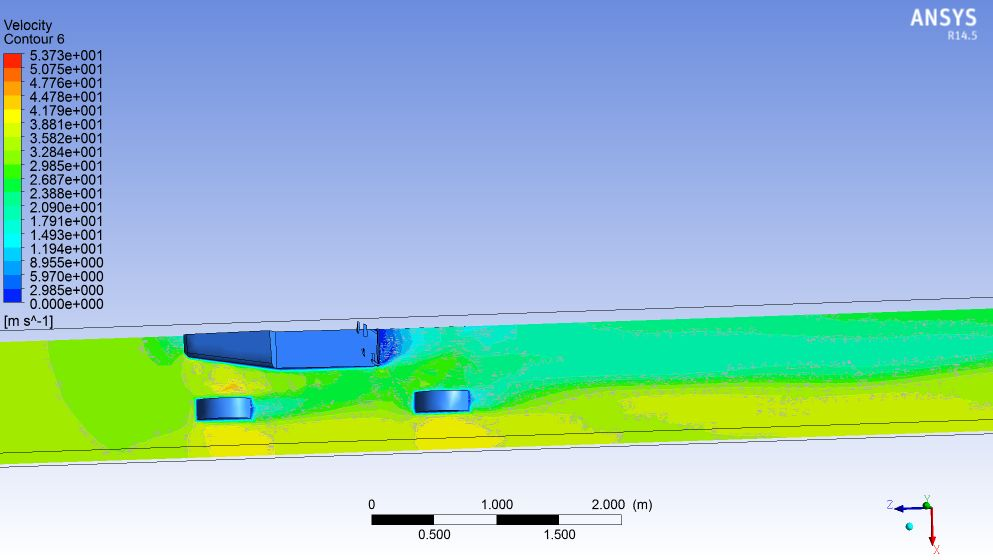 Velocity
Contour 6
5.373e+001
5.075e+001
4.776e+001
4.478e+001
4.179e+001
3.881e+001
3.582e+001
3.284e+001
2.985e+001
2.687e+001
2.388e+001
2.090e+001
1.791e+001
1.493e+001
1.194e+001
8.955e+000
5.970e+000
2.985e+000
0.000e+000
[m s^-1]
ANSYS
R14.5
0 1.000 2.000 (m)
0.500 1.500
Y
Z
X